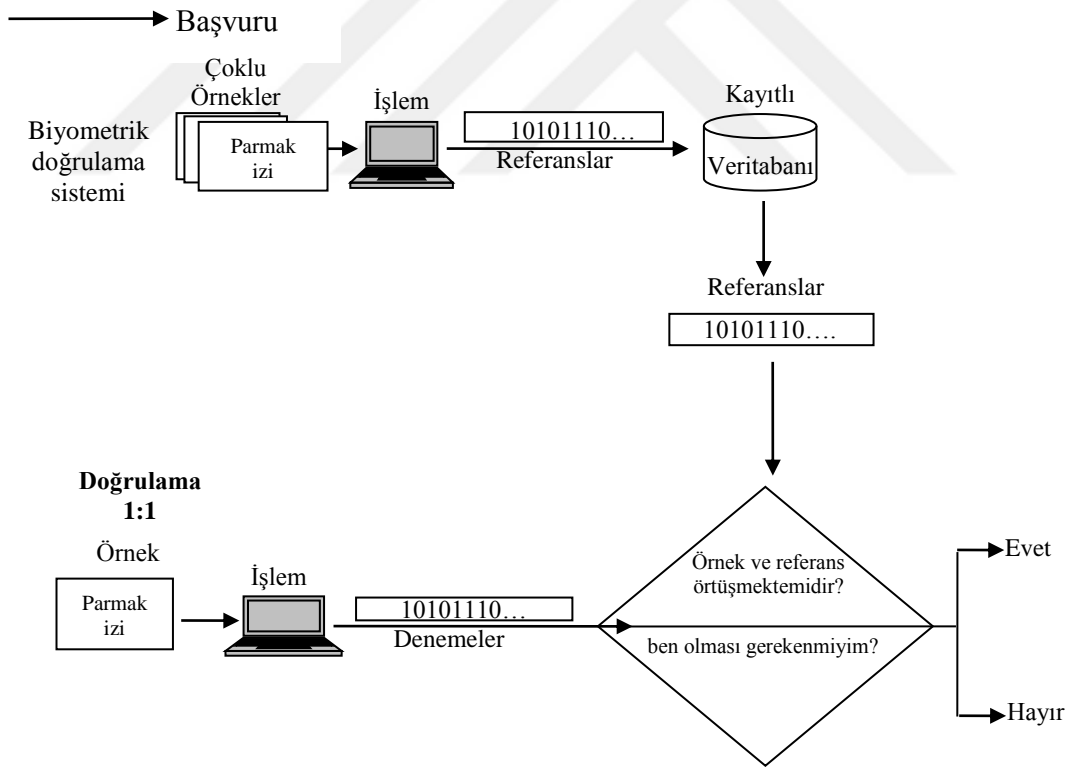 Başvuru
Çoklu
Örnekler
Biyometrik
doğrulama
sistemi
Parmak
izi
İşlem
10101110…
Referanslar
Kayıtlı
Veritabanı
Referanslar
10101110….
Doğrulama
1:1
Örnek
Parmak
izi
İşlem
10101110…
Denemeler
Örnek ve referans
örtüşmektemidir?
ben olması gerekenmiyim?
Evet
Hayır